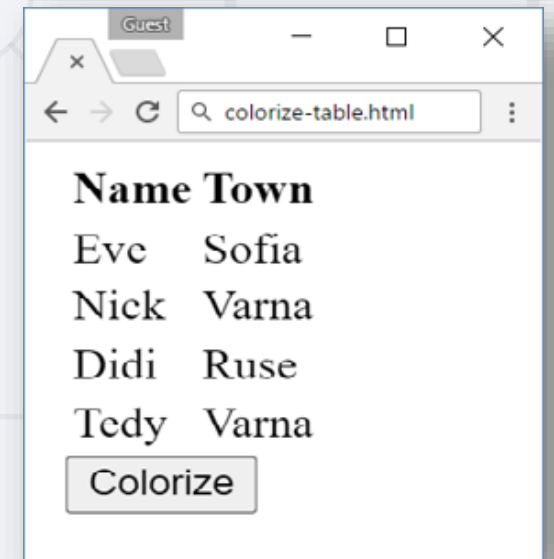 Guest
colorize-table.html
Name Town
Eve Sofia
Nick Varna
Didi Ruse
Tedy Varna
Colorize